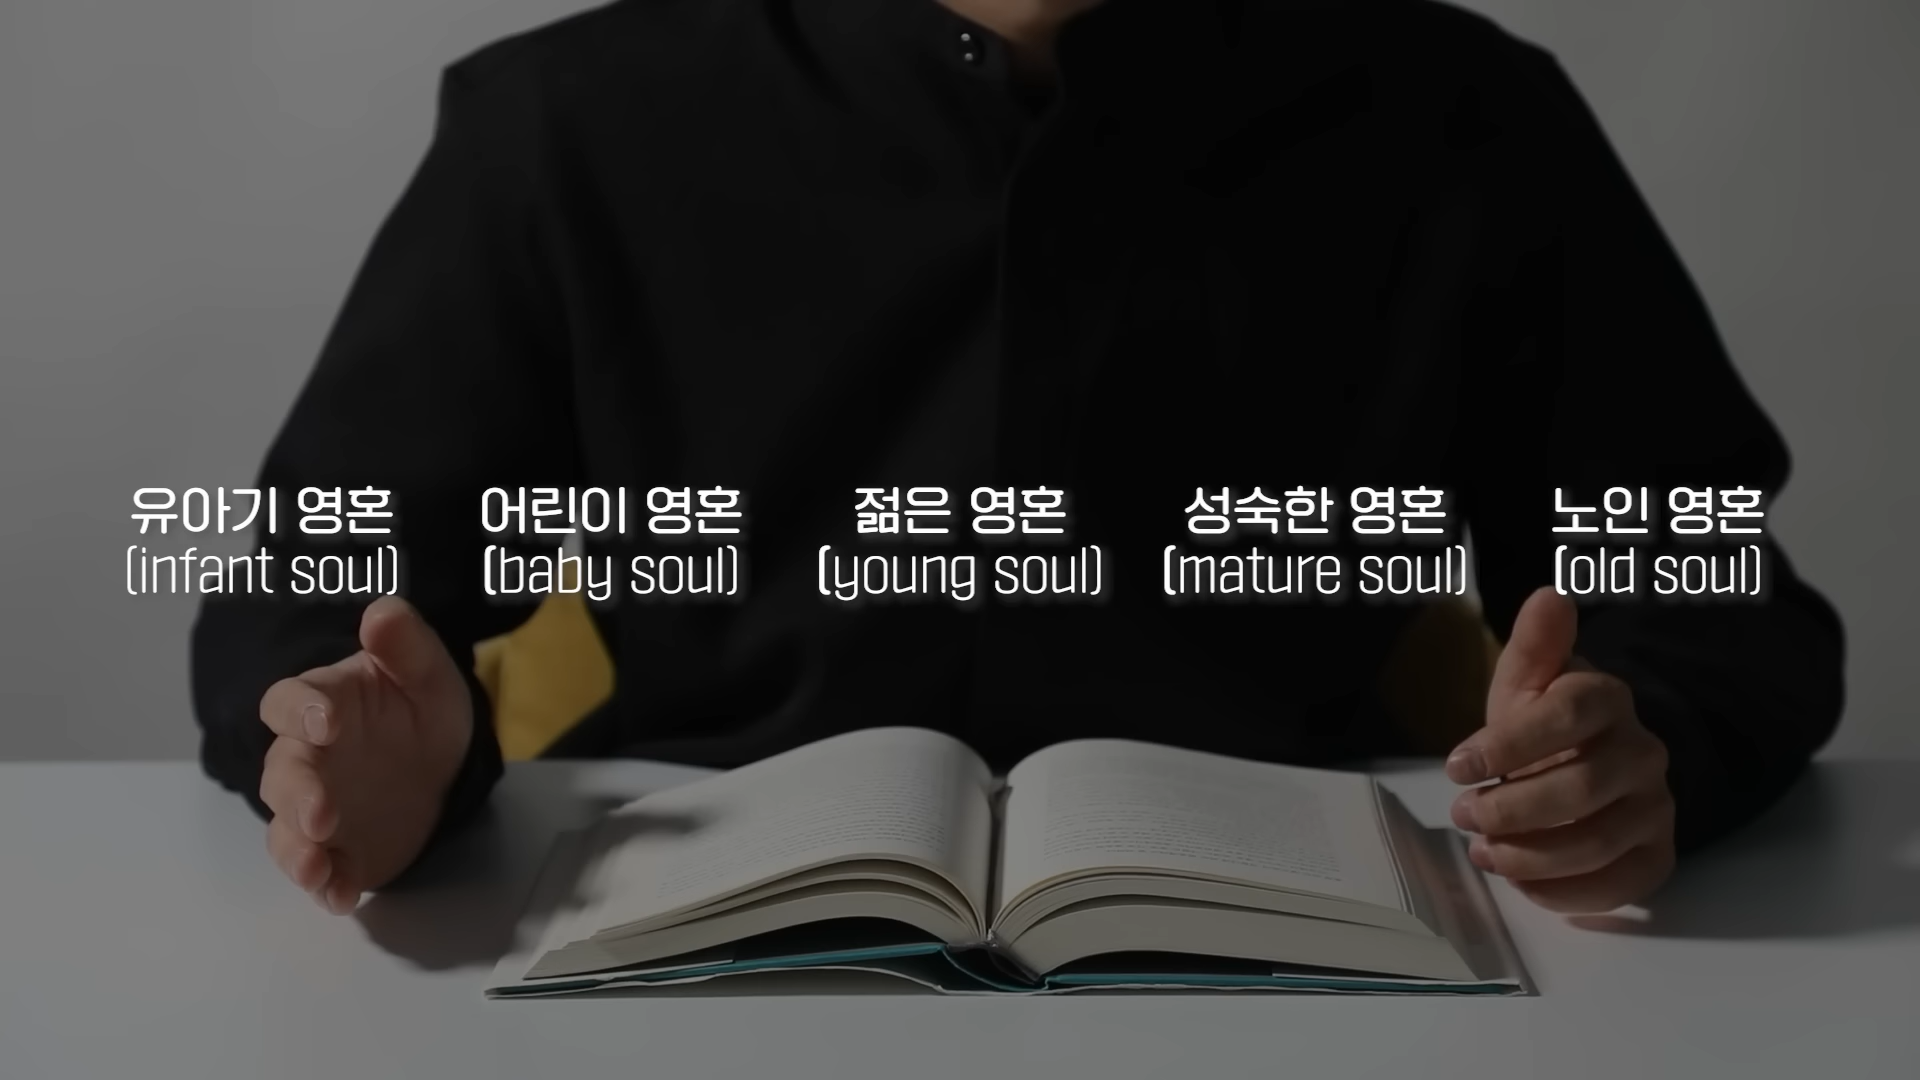 유아기 영혼
(infant soul)
어린이 영혼
(baby soul)
젊은 영혼
(young soul)
성숙한 영혼
(mature soul)
노인 영혼
(old soul)